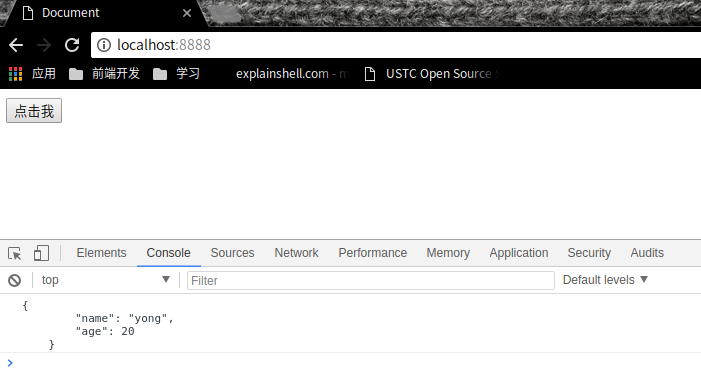 Document
localhost:8888
应用 前端开发 学习 explainshell.com - m USTC Open Source
点击我
Elements Console Sources Network Performance Memory Application Security Audits
top Filter Default levels
{
"name": "yong",
"age": 20
}